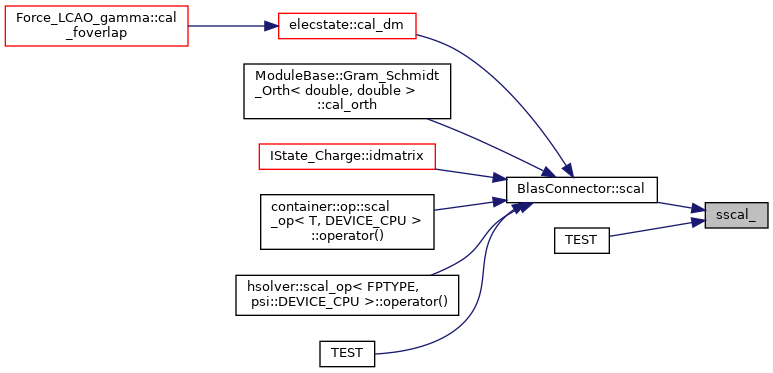 Force_LCAO_gamma::cal
_foverlap
elecstate::cal_dm
ModuleBase::Gram_Schmidt
_Orth< double, double >
::cal_orth
IState_Charge::idmatrix
container::op::scal
_op< T, DEVICE_CPU >
::operator()
hsolver::scal_op< FPTYPE,
psi::DEVICE_CPU >::operator()
TEST
BlasConnector::scal
TEST
sscal_